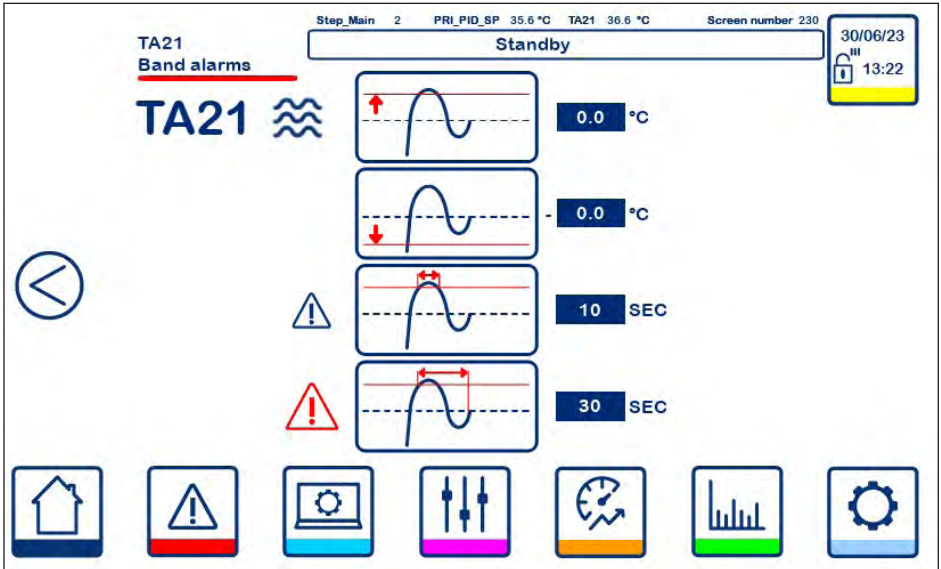 Step_Main 2 PRI_PID_SP 35.6 °C TA21 36.6 °C Screen number 230
Standby
30/06/23
13:22
TA21
Band alarms
TA21
0.0 °C
- 0.0 °C
10 SEC
30 SEC